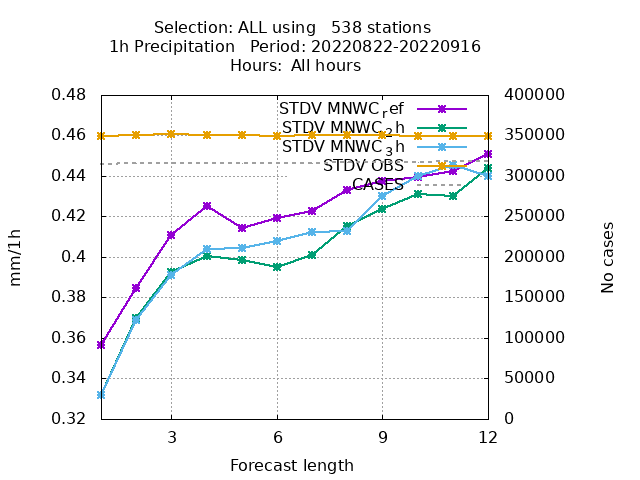 Selection: ALL using   538 stations
1h Precipitation   Period: 20220822-20220916
Hours:  All hours
0.48
0.46
0.44
0.42
0.4
0.38
0.36
0.34
0.32
400000
350000
300000
250000
200000
150000
100000
50000
0
STDV MNWC_ref
STDV MNWC_2h
STDV MNWC_3h
STDV OBS
CASES
mm/1h
No cases
3 6 9 12
Forecast length